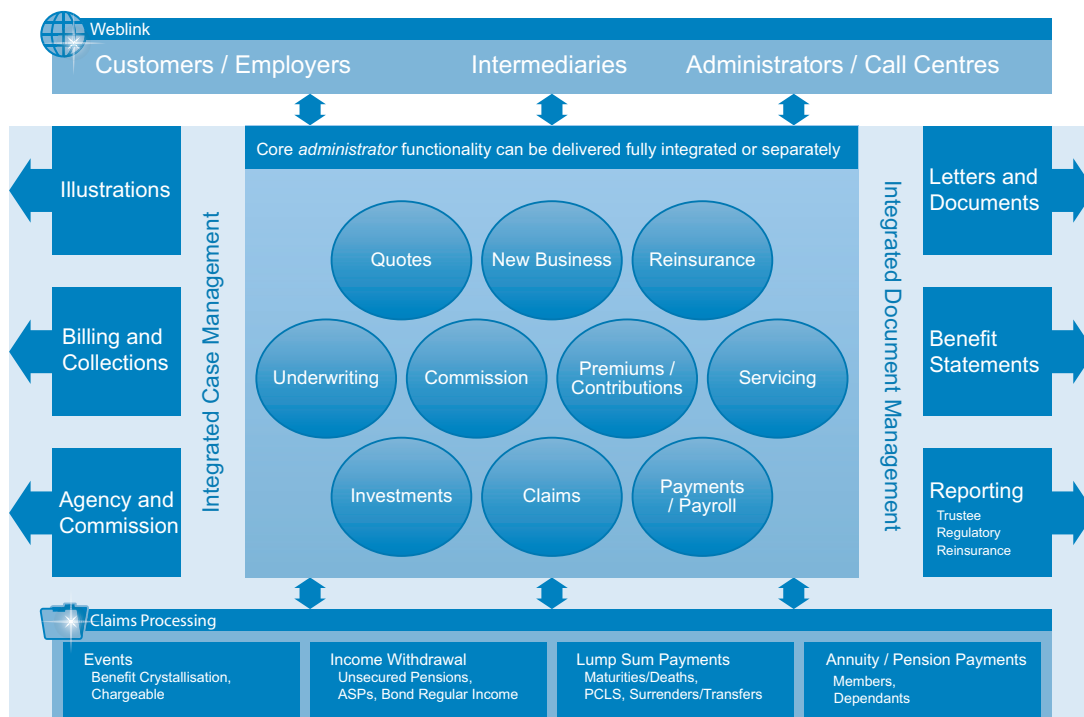 Weblink
Customers / Employers
Intermediaries
Administrators / Call Centres
Core administrator functionality can be delivered fully integrated or separately
Illustrations
Billing and
Collections
Agency and
Commission
Integrated Case Management
Quotes
New Business
Reinsurance
Underwriting
Commission
Premiums /
Contributions
Servicing
Investments
Claims
Payments
/ Payroll
Integrated Document Management
Letters and
Documents
Benefit
Statements
Reporting
Trustee
Regulatory
Reinsurance
Claims Processing
Events
Benefit Crystallisation,
Chargeable
Income Withdrawal
Unsecured Pensions,
ASPs, Bond Regular Income
Lump Sum Payments
Maturities/Deaths,
PCLS, Surrenders/Transfers
Annuity / Pension Payments
Members,
Dependants